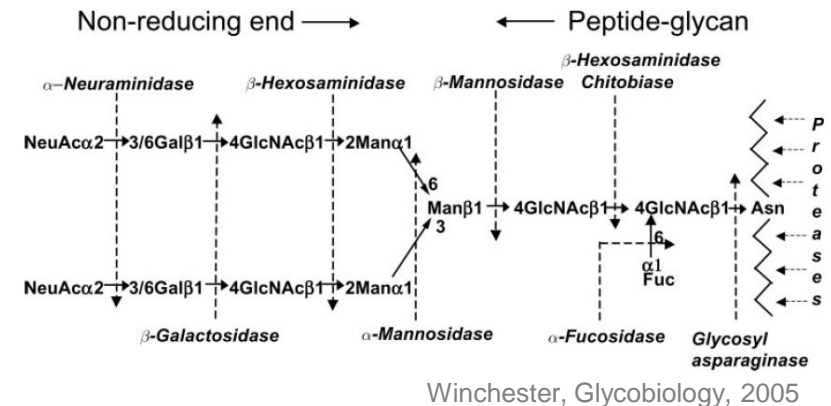 Non-reducing end
Peptide-glycan
β-Hexosaminidase
α–Neuraminidase β-Hexosaminidase β-Mannosidase Chitobiase
NeuAcα2 3/6Galβ1 4GlcNAcβ1 2Manα1
6
Manβ1 4GlcNAcβ1 4GlcNAcβ1 Asn
3
6
α1
Fuc
NeuAcα2 3/6Galβ1 4GlcNAcβ1 2Manα1
Proteases
β-Galactosidase α-Mannosidase α-Fucosidase Glycosyl
asparaginase
Winchester, Glycobiology, 2005